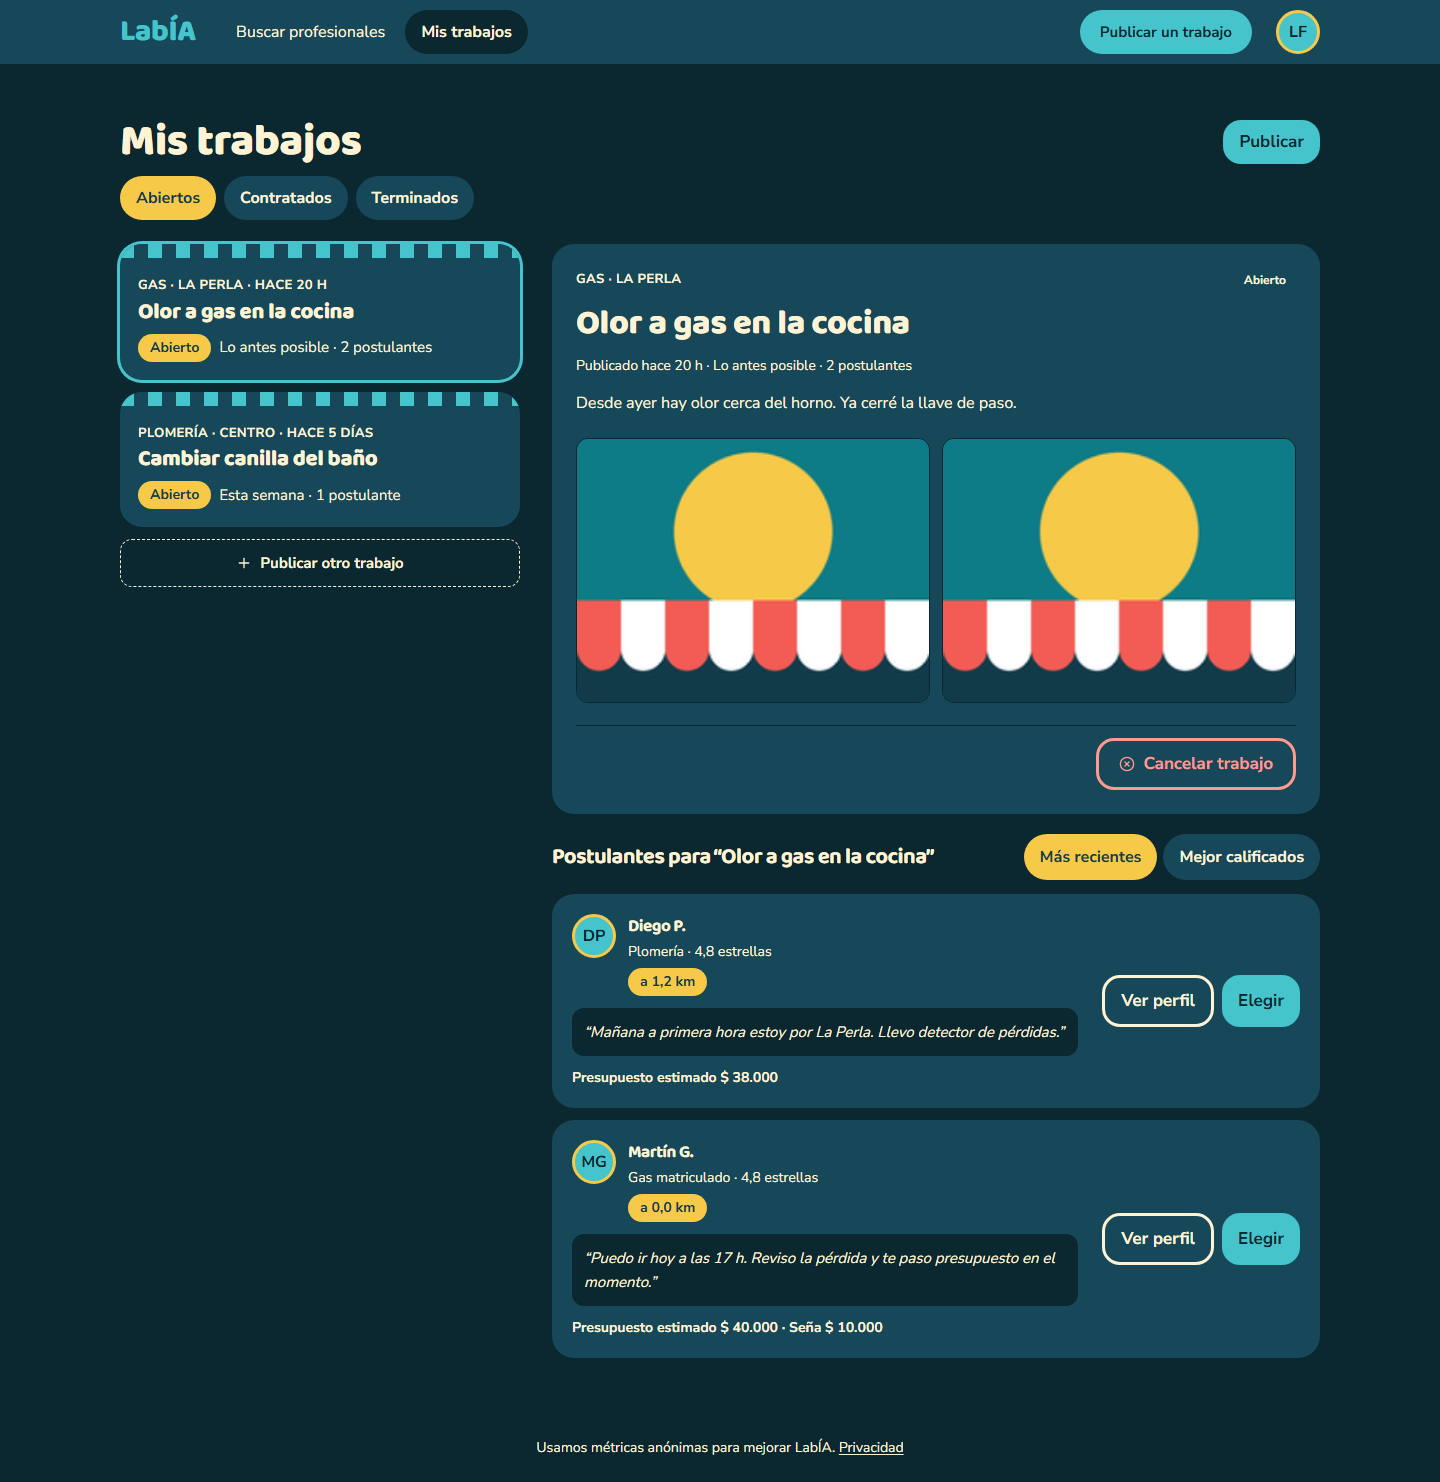 LabÍA
Buscar profesionales
Mis trabajos
Publicar un trabajo
LF
Mis trabajos
Publicar
Abiertos
Contratados
Terminados
GAS · LA PERLA · HACE 20 H
Olor a gas en la cocina
Abierto
Lo antes posible · 2 postulantes
PLOMERÍA · CENTRO · HACE 5 DÍAS
Cambiar canilla del baño
Abierto
Esta semana · 1 postulante
+ Publicar otro trabajo
GAS · LA PERLA
Abierto
Olor a gas en la cocina
Publicado hace 20 h · Lo antes posible · 2 postulantes
Desde ayer hay olor cerca del horno. Ya cerré la llave de paso.
Cancelar trabajo
Postulantes para “Olor a gas en la cocina”
Más recientes
Mejor calificados
DP
Diego P.
Plomería · 4,8 estrellas
a 1,2 km
“Mañana a primera hora estoy por La Perla. Llevo detector de pérdidas.”
Presupuesto estimado $ 38.000
Ver perfil
Elegir
MG
Martín G.
Gas matriculado · 4,8 estrellas
a 0,0 km
“Puedo ir hoy a las 17 h. Reviso la pérdida y te paso presupuesto en el
momento.”
Presupuesto estimado $ 40.000 · Seña $ 10.000
Ver perfil
Elegir
Usamos métricas anónimas para mejorar LabÍA. Privacidad